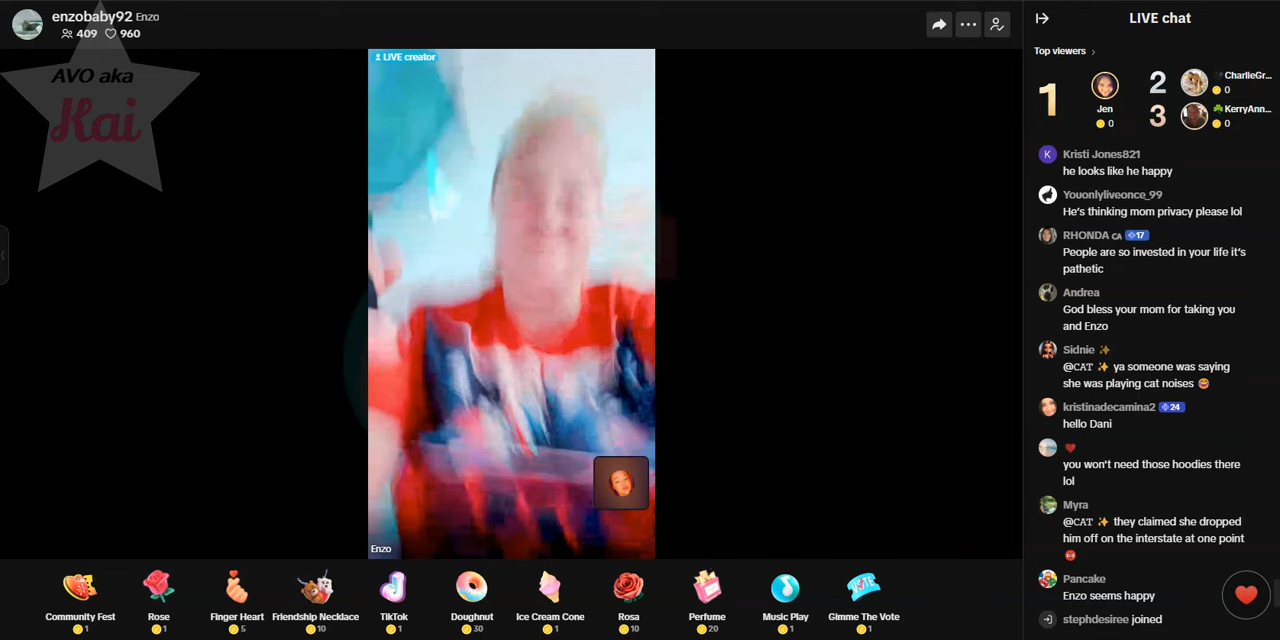 enzobaby92 Enzo
409 960
AVO aka
Kai
LIVE creator
Enzo
Community Fest
1
Rose
1
Finger Heart
5
Friendship Necklace
10
TikTok
1
Doughnut
30
Ice Cream Cone
1
Rosa
10
Perfume
20
Music Play
1
Gimme The Vote
1
LIVE chat
Top viewers >
1
Jen
0
2
CharlieGr...
0
3
KerryAnn...
0
K
Kristi Jones821
he looks like he happy
Youonlyliveonce_99
He's thinking mom privacy please lol
RHONDA CA 17
People are so invested in your life it's
pathetic
Andrea
God bless your mom for taking you
and Enzo
Sidnie ✨
@CAT ✨ ya someone was saying
she was playing cat noises 🤩
kristinadecamina2 24
hello Dani
❤️
you won't need those hoodies there
lol
Myra
@CAT ✨ they claimed she dropped
him off on the interstate at one point
Pancake
Enzo seems happy
stephdesiree joined